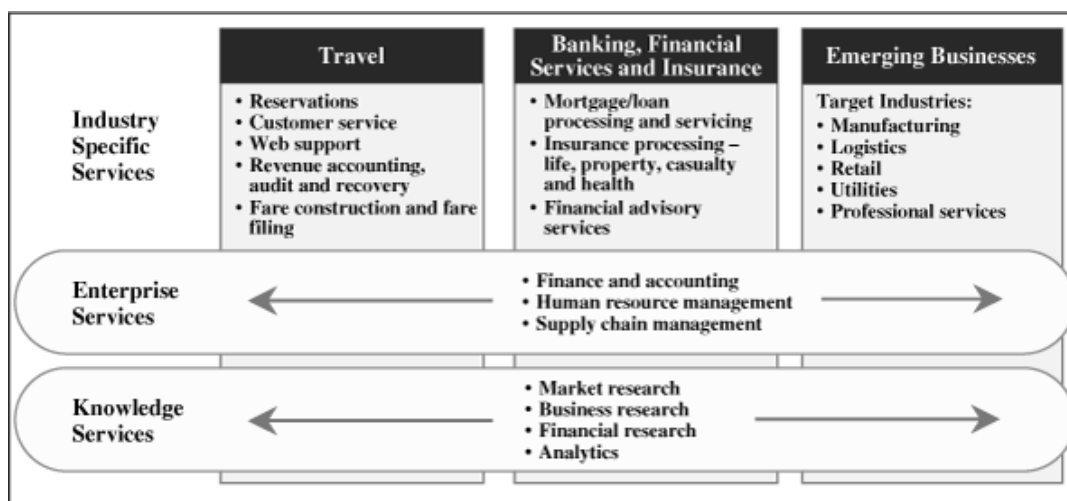 Travel
Banking, Financial
Services and Insurance
Emerging Businesses
Industry
Specific
Services
• Reservations
• Customer service
• Web support
• Revenue accounting,
audit and recovery
• Fare construction and fare
filing
• Mortgage/loan
processing and servicing
• Insurance processing –
life, property, casualty
and health
• Financial advisory
services
Target Industries:
• Manufacturing
• Logistics
• Retail
• Utilities
• Professional services
Enterprise
Services
• Finance and accounting
• Human resource management
• Supply chain management
Knowledge
Services
• Market research
• Business research
• Financial research
• Analytics